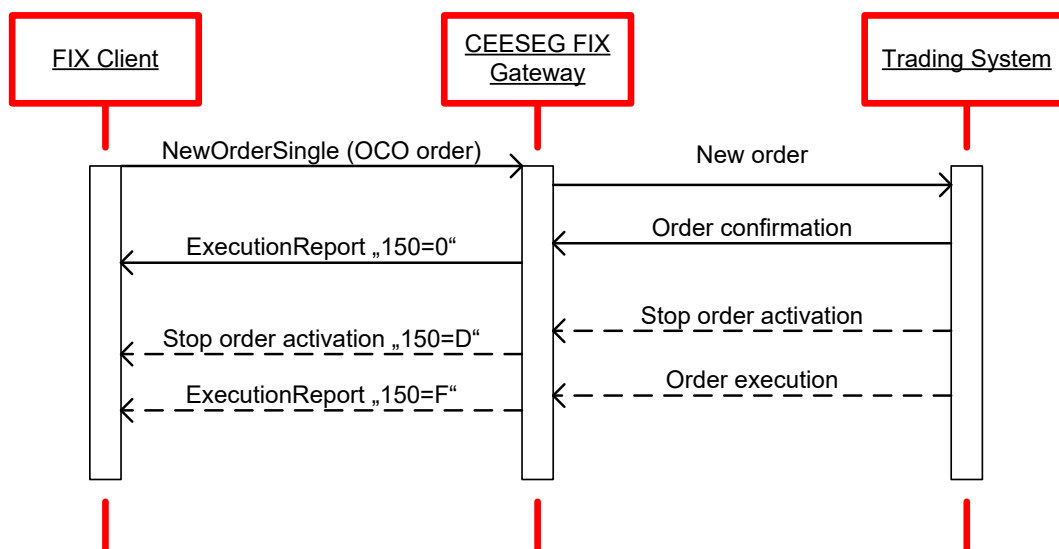 FIX Client
CEESEG FIX
Gateway
Trading System
NewOrderSingle (OCO order)
New order
Order confirmation
ExecutionReport „150=0“
Stop order activation
Stop order activation „150=D“
Order execution
ExecutionReport „150=F“